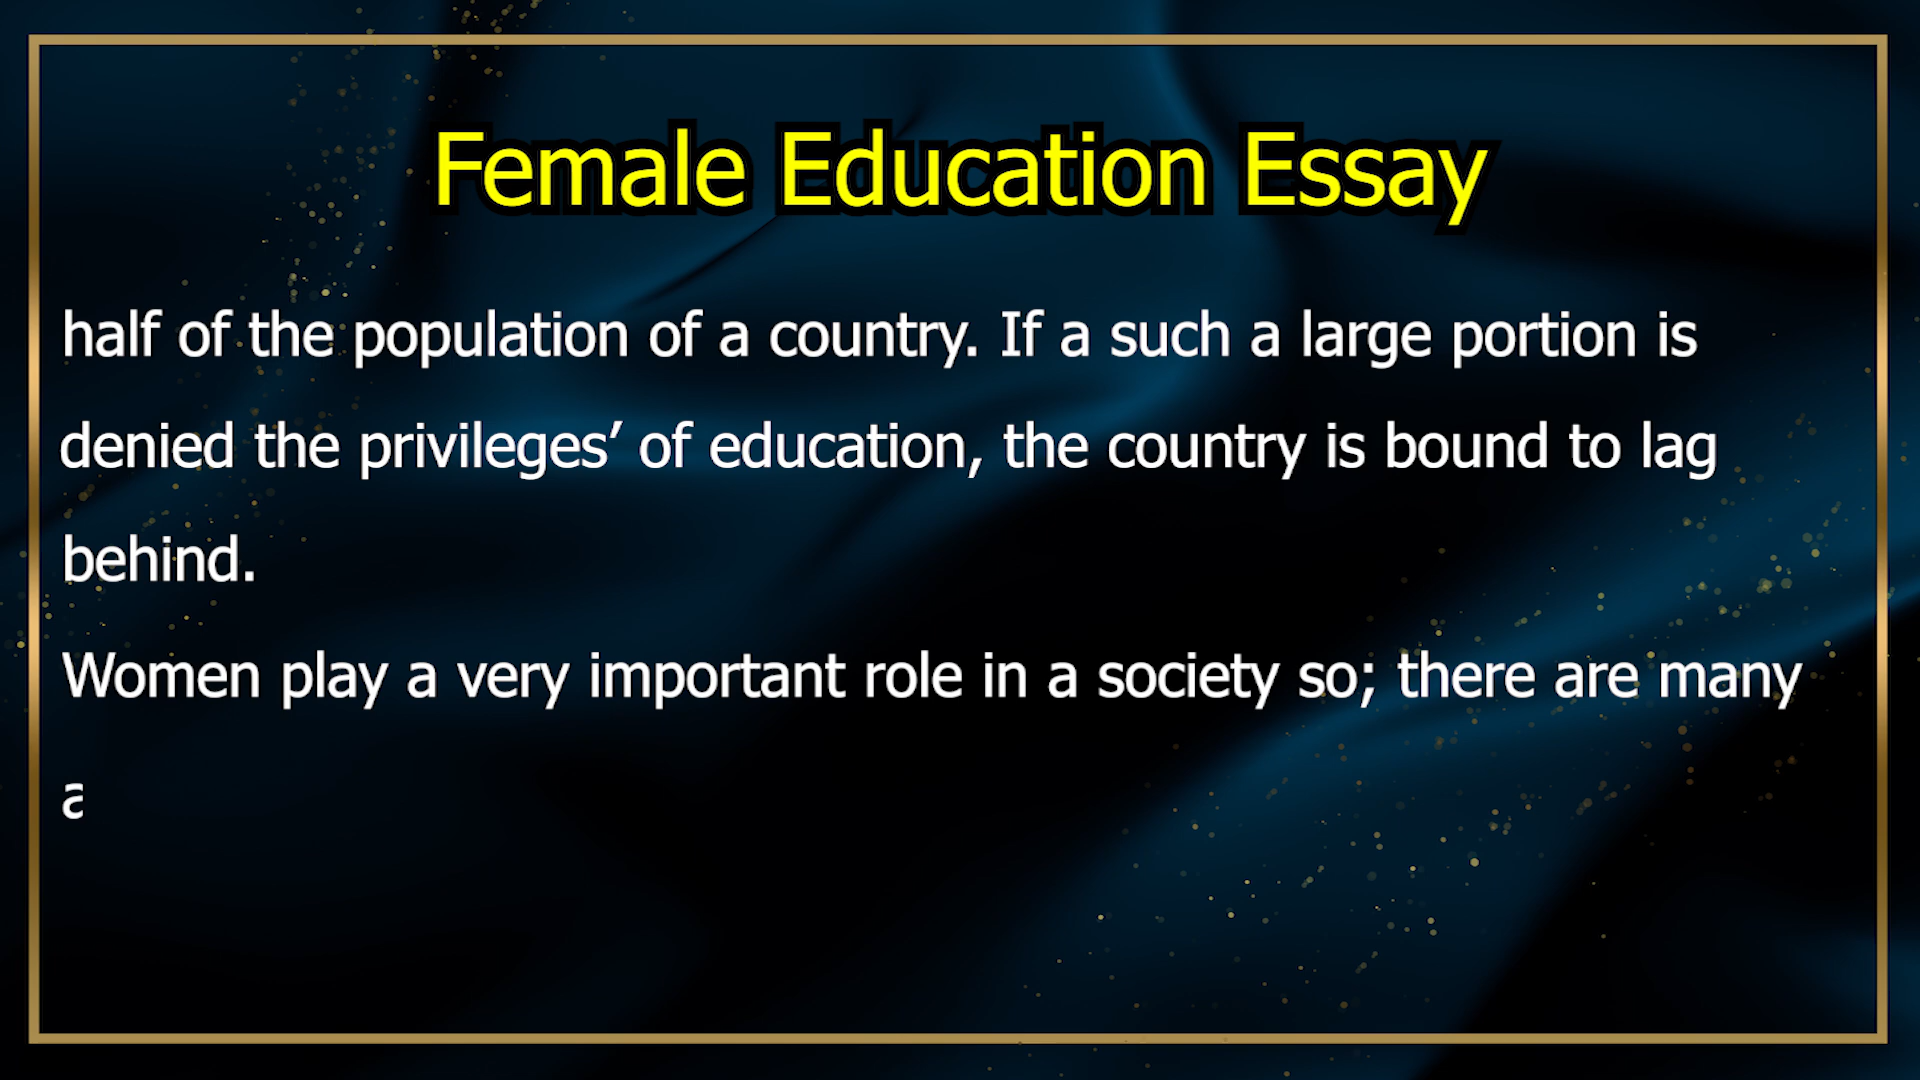 Female Education Essay
half of the population of a country. If a such a large portion is
denied the privileges’ of education, the country is bound to lag
behind.
Women play a very important role in a society so; there are many
a